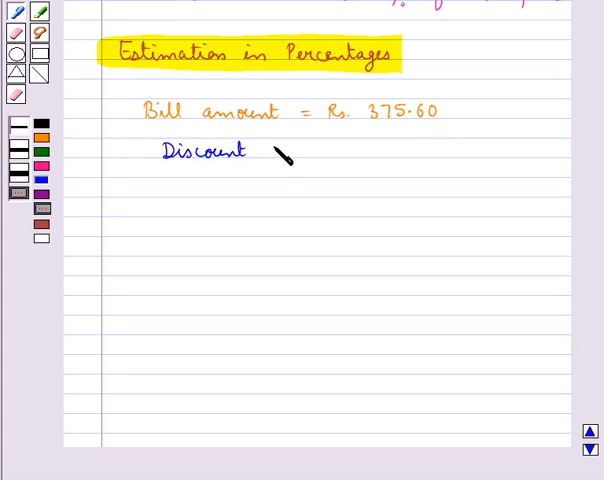 Estimation in Percentages
Bill amount = Rs. 375.60
Discount